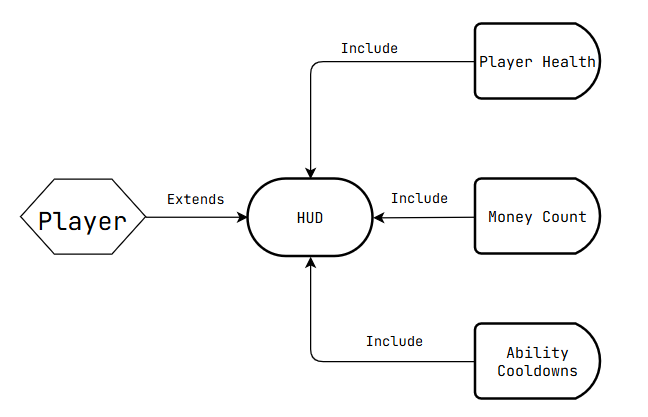 Include
Player Health
Extends
Include
Player
HUD
Money Count
Include
Ability
Cooldowns